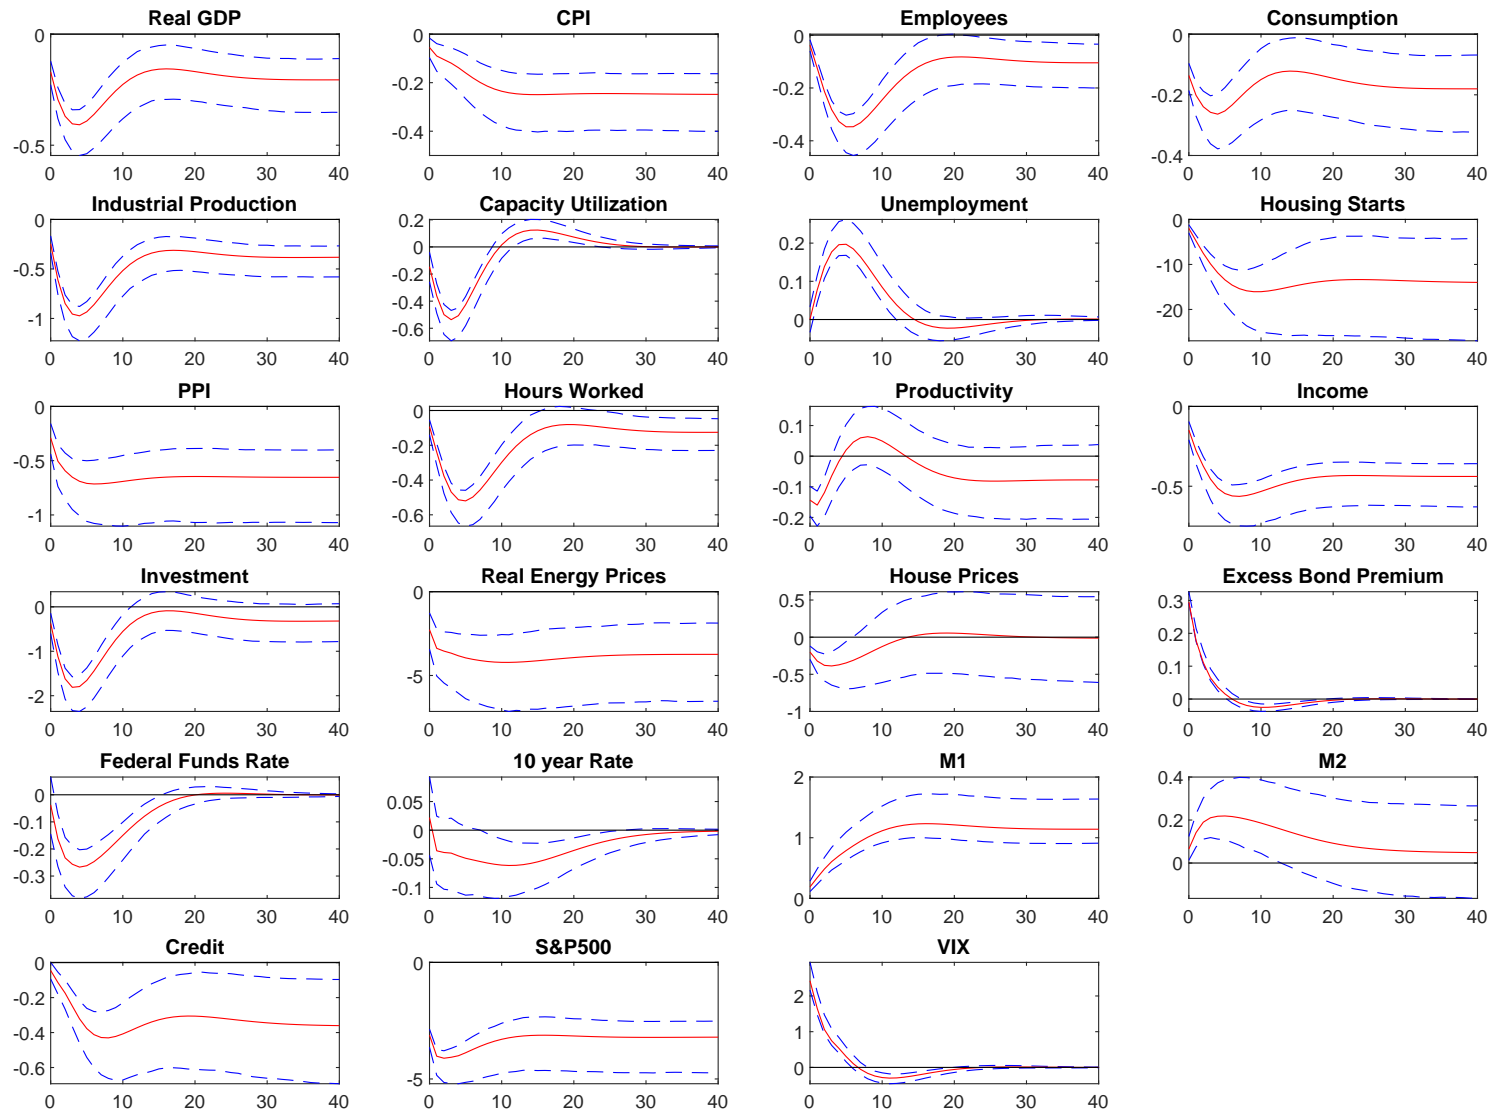 Real GDP
0
-0.5
0 10 20 30 40
CPI
0
-0.2
-0.4
0 10 20 30 40
Employees
0
-0.2
-0.4
0 10 20 30 40
Consumption
0
-0.2
-0.4
0 10 20 30 40
Industrial Production
0
-0.5
-1
0 10 20 30 40
Capacity Utilization
0.2
0
-0.2
-0.4
-0.6
0 10 20 30 40
Unemployment
0.2
0.1
0
0 10 20 30 40
Housing Starts
0
-10
-20
0 10 20 30 40
PPI
0
-0.5
-1
0 10 20 30 40
Hours Worked
0
-0.2
-0.4
-0.6
0 10 20 30 40
Productivity
0.1
0
-0.1
-0.2
0 10 20 30 40
Income
0
-0.5
0 10 20 30 40
Investment
0
-1
-2
0 10 20 30 40
Real Energy Prices
0
-5
0 10 20 30 40
House Prices
0.5
0
-0.5
-1
0 10 20 30 40
Excess Bond Premium
0.3
0.2
0.1
0
0 10 20 30 40
Federal Funds Rate
0
-0.1
-0.2
-0.3
0 10 20 30 40
10 year Rate
0.05
0
-0.05
-0.1
0 10 20 30 40
M1
2
1
0
0 10 20 30 40
M2
0.4
0.2
0
0 10 20 30 40
Credit
0
-0.2
-0.4
-0.6
0 10 20 30 40
S&P500
0
-5
0 10 20 30 40
VIX
2
1
0
0 10 20 30 40